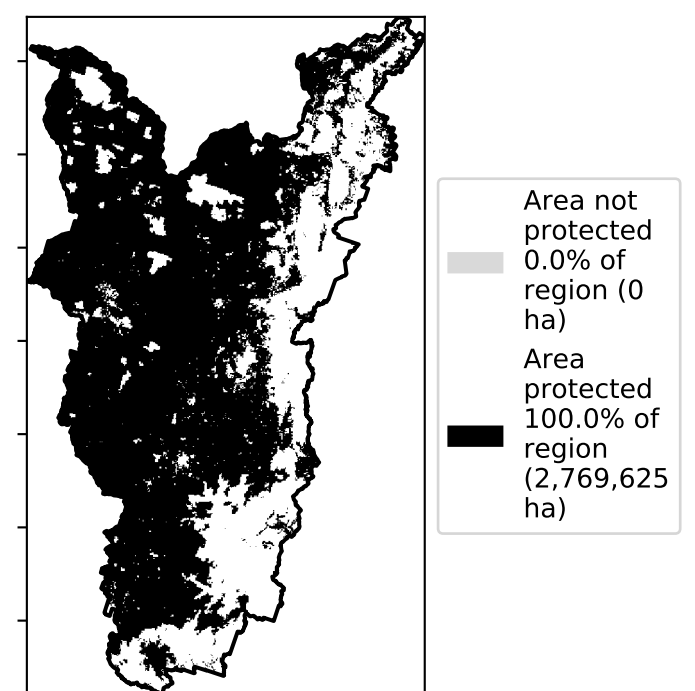 Area not
protected
0.0% of
region (0
ha)
Area
protected
100.0% of
region
(2,769,625
ha)